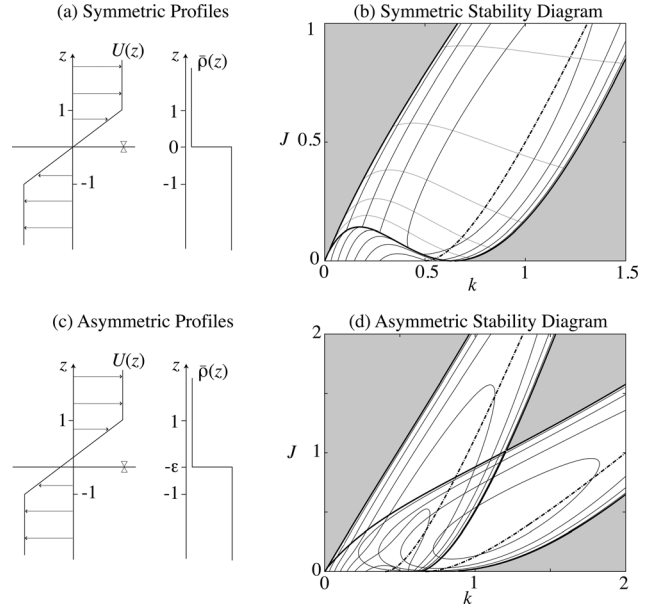 (a) Symmetric Profiles
z
U(z)
ρ̄(z)
1
1
0
-1
-1
(b) Symmetric Stability Diagram
1
J
0.5
0
0
0.5
1
1.5
k
(c) Asymmetric Profiles
z
U(z)
ρ̄(z)
1
1
-ε
-1
-1
(d) Asymmetric Stability Diagram
2
J
1
0
0
1
2
k